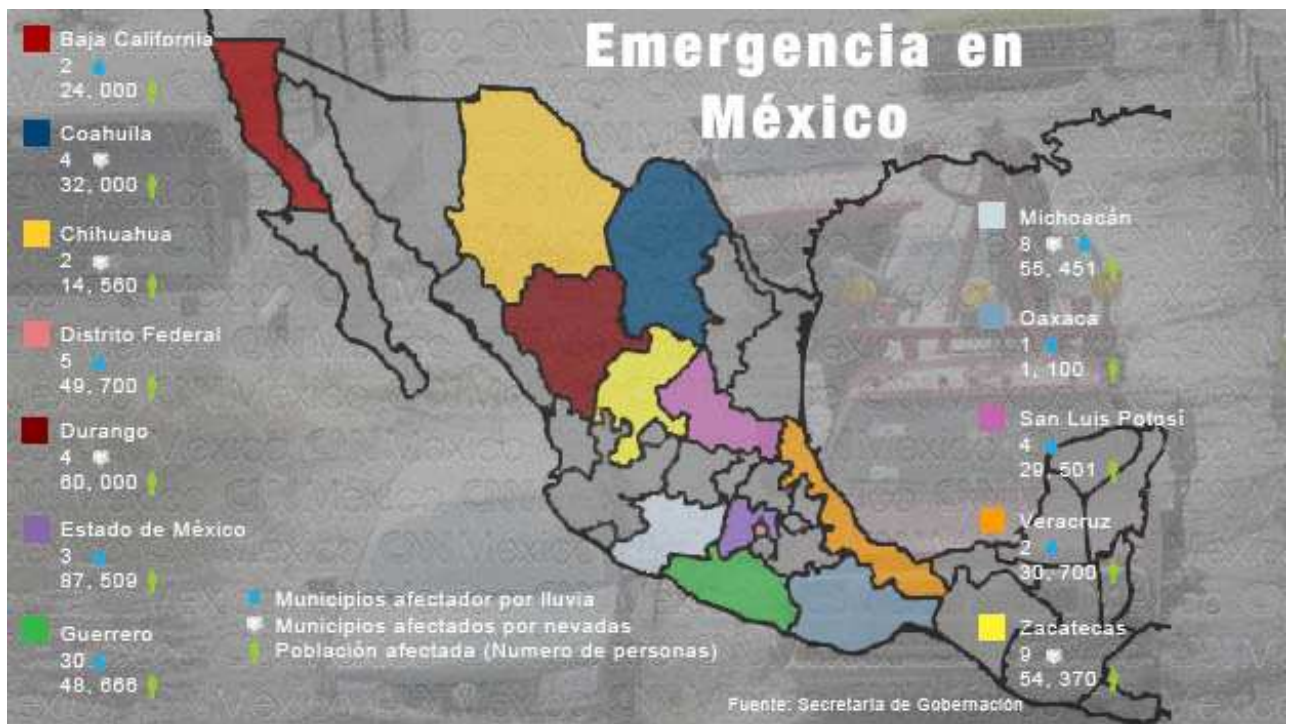 Emergencia en
México
Baja California
2
24, 000
Coahuila
4
32, 000
Chihuahua
2
14, 560
Distrito Federal
5
49, 700
Durango
4
60, 000
Estado de México
3
87, 509
Guerrero
30
48, 666
Michoacán
8
55, 451
Oaxaca
1
1, 100
San Luis Potosí
4
29, 501
Veracruz
2
30, 700
Zacatecas
9
54, 370
Municipios afectador por lluvia
Municipios afectados por nevadas
Población afectada (Numero de personas)
Fuente: Secretaria de Gobernación